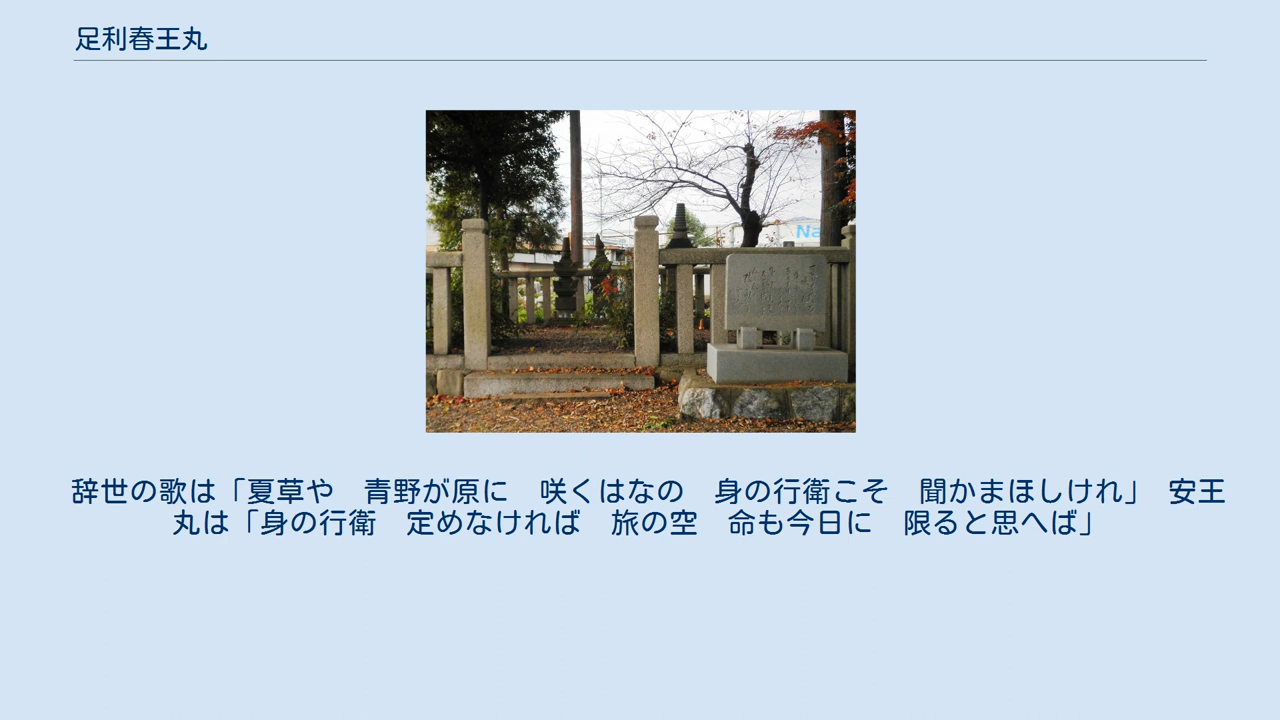 足利春王丸
Na
辞世の歌は「夏草や　青野が原に　咲くはなの　身の行衛こそ　聞かまほしけれ」 安王
丸は「身の行衛　定めなければ　旅の空　命も今日に　限ると思へば」